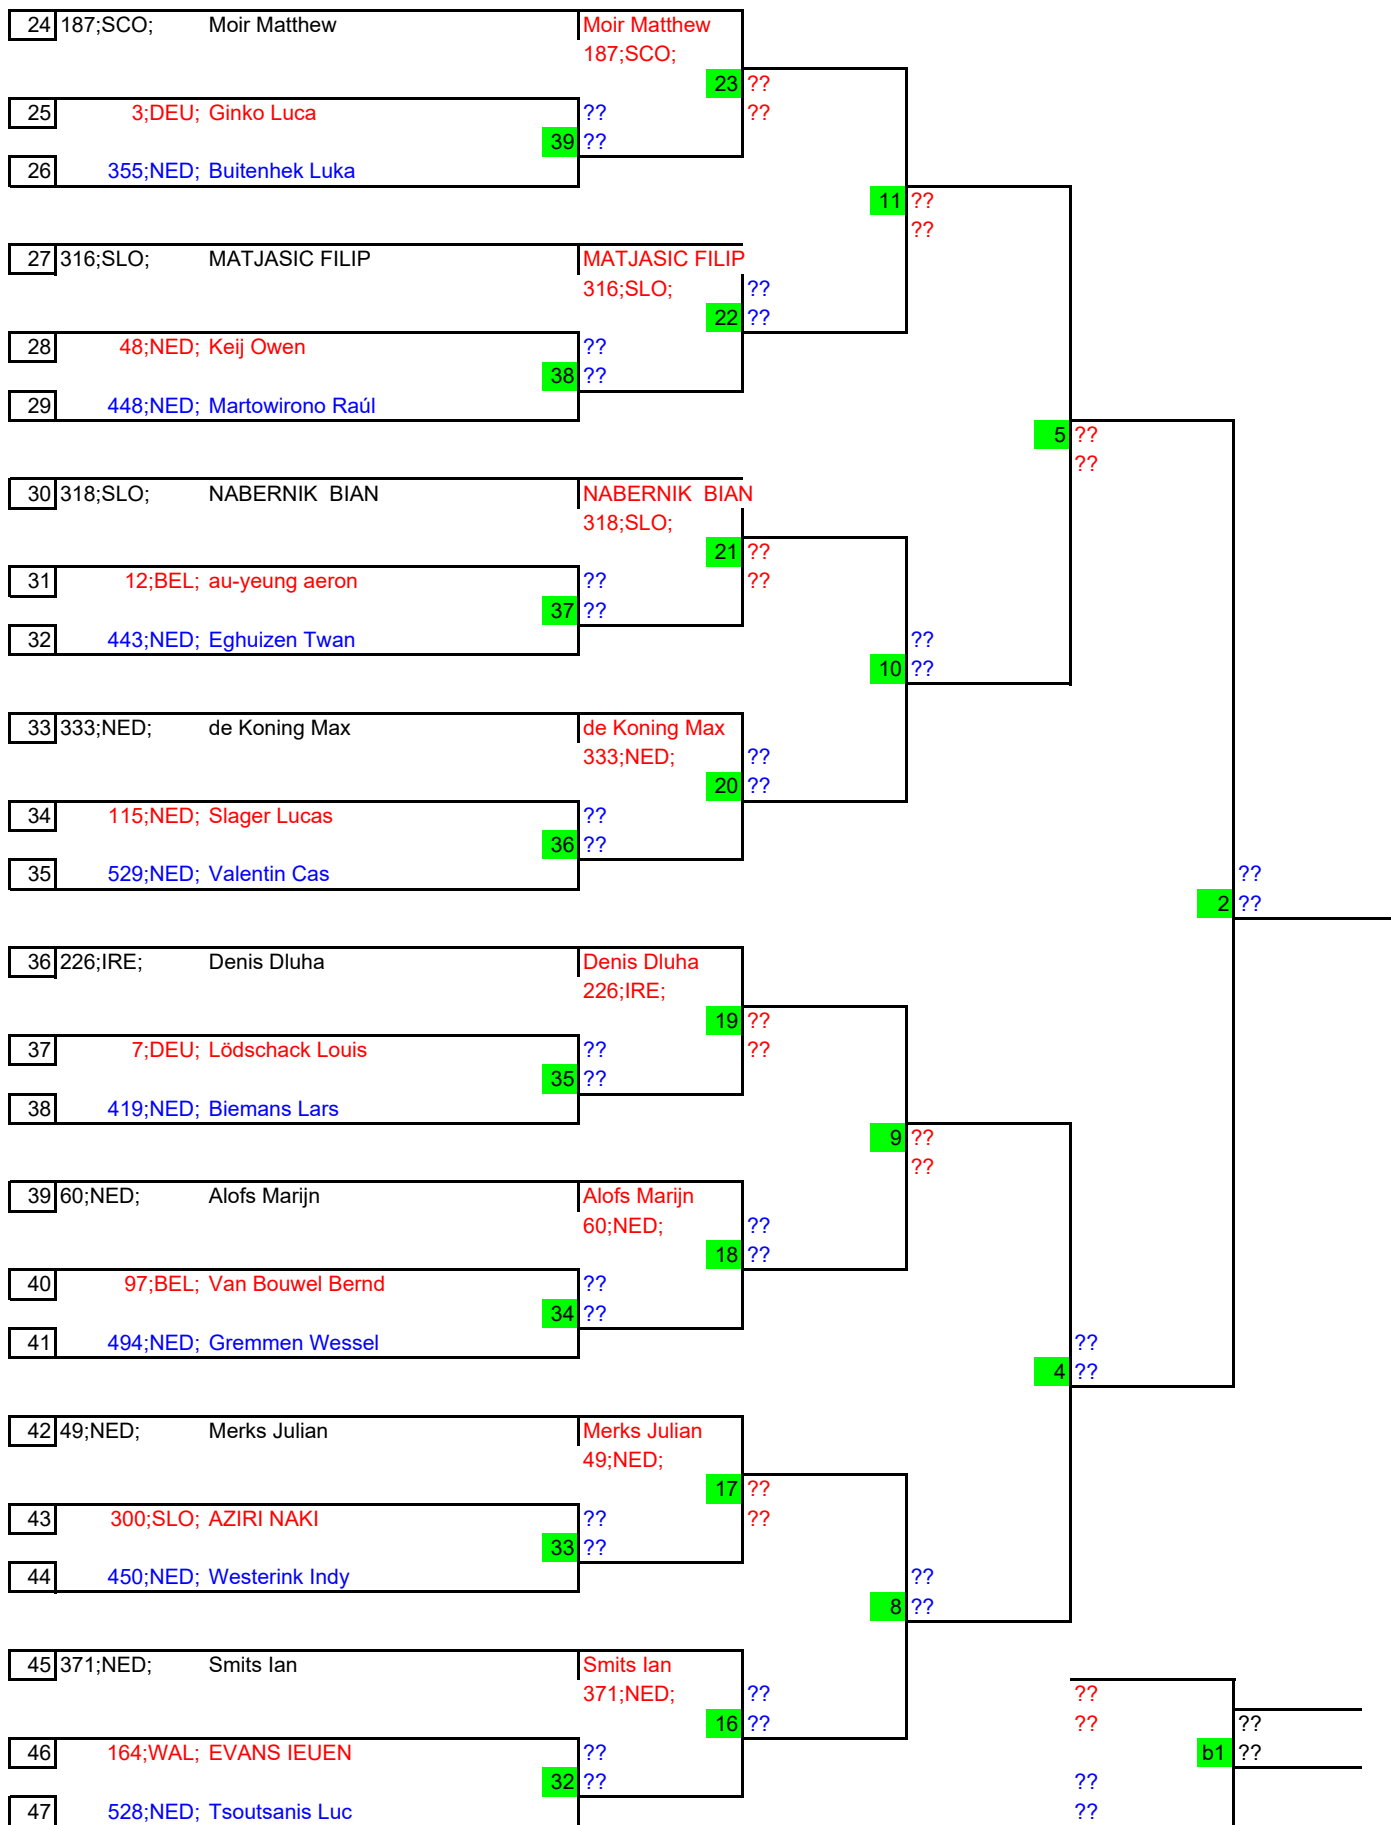 24 187;SCO; Moir Matthew Moir Matthew
187;SCO;
23 ??
25 3;DEU; Ginko Luca ?? ??
39 ??
26 355;NED; Buitenhek Luka
11 ??
??
27 316;SLO; MATJASIC FILIP MATJASIC FILIP
316;SLO; ??
22 ??
28 48;NED; Keij Owen ??
38 ??
29 448;NED; Martowirono Raúl
5 ??
??
30 318;SLO; NABERNIK  BIAN NABERNIK  BIAN
318;SLO;
21 ??
31 12;BEL; au-yeung aeron ?? ??
37 ??
32 443;NED; Eghuizen Twan ??
10 ??
33 333;NED; de Koning Max de Koning Max
333;NED; ??
20 ??
34 115;NED; Slager Lucas ??
36 ??
35 529;NED; Valentin Cas ??
2 ??
36 226;IRE; Denis Dluha Denis Dluha
226;IRE;
19 ??
37 7;DEU; Lödschack Louis ?? ??
35 ??
38 419;NED; Biemans Lars
9 ??
??
39 60;NED; Alofs Marijn Alofs Marijn
60;NED; ??
18 ??
40 97;BEL; Van Bouwel Bernd ??
34 ??
41 494;NED; Gremmen Wessel ??
4 ??
42 49;NED; Merks Julian Merks Julian
49;NED;
17 ??
43 300;SLO; AZIRI NAKI ?? ??
33 ??
44 450;NED; Westerink Indy ??
8 ??
45 371;NED; Smits Ian Smits Ian
371;NED; ?? ??
16 ?? ?? ??
46 164;WAL; EVANS IEUEN ?? b1 ??
32 ?? ??
47 528;NED; Tsoutsanis Luc ??